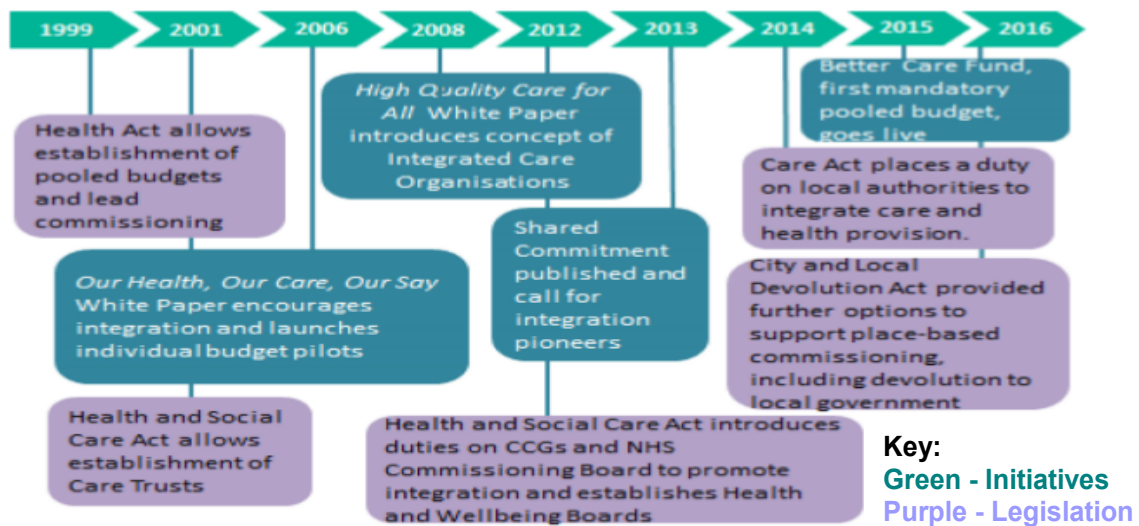 1999 2001 2006 2008 2012 2013 2014 2015 2016
Health Act allows
establishment of
pooled budgets
and lead
commissioning
Our Health, Our Care, Our Say
White Paper encourages
integration and launches
individual budget pilots
Health and Social
Care Act allows
establishment of
Care Trusts
High Quality Care for
All White Paper
introduces concept of
Integrated Care
Organisations
Shared
Commitment
published and
call for
integration
pioneers
Health and Social Care Act introduces
duties on CCGs and NHS
Commissioning Board to promote
integration and establishes Health
and Wellbeing Boards
Better Care Fund,
first mandatory
pooled budget,
goes live
Care Act places a duty
on local authorities to
integrate care and
health provision.
City and Local
Devolution Act provided
further options to
support place-based
commissioning,
including devolution to
local government
Key:
Green - Initiatives
Purple - Legislation